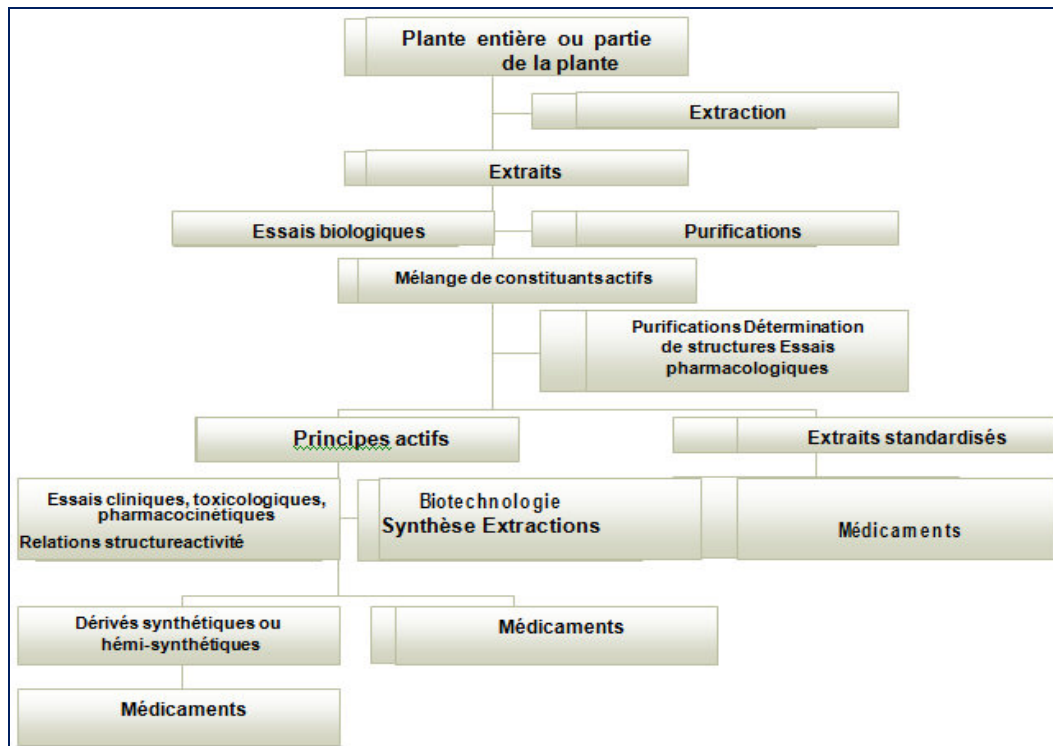 Plante entière ou partie
de la plante
Extraction
Extraits
Essais biologiques
Purifications
Mélange de constituants actifs
Purifications Détermination
de structures Essais
pharmacologiques
Principes actifs
Extraits standardisés
Essais cliniques, toxicologiques,
pharmacocinétiques
Relations structureactivité
Biotechnologie
Synthèse Extractions
Médicaments
Dérivés synthétiques ou
hémi-synthétiques
Médicaments
Médicaments